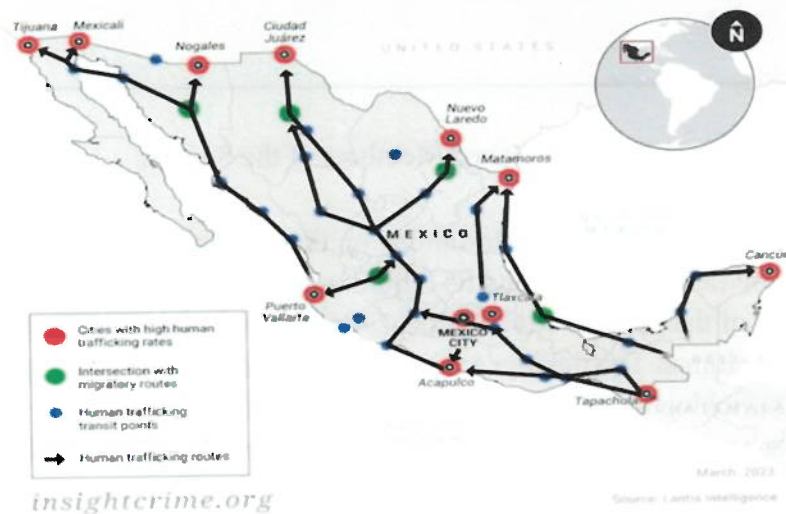 Tijuana
Mexicali
Nogales
Ciudad
Juárez
UNITED STATES
N
Nuevo
Laredo
Matamoros
MEXICO
Cancún
Puerto
Vallarta
Tlaxcala
MEXICO
CITY
Acapulco
Tapachula
Cities with high human
trafficking rates
Intersection with
migratory routes
Human trafficking
transit points
Human trafficking routes
insightcrime.org
March, 2023
Source: Lantia Intelligence